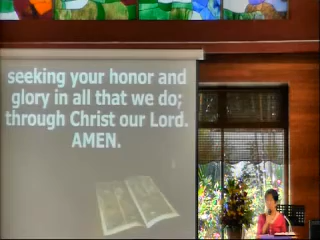 seeking your honor and
glory in all that we do;
through Christ our Lord.
AMEN.